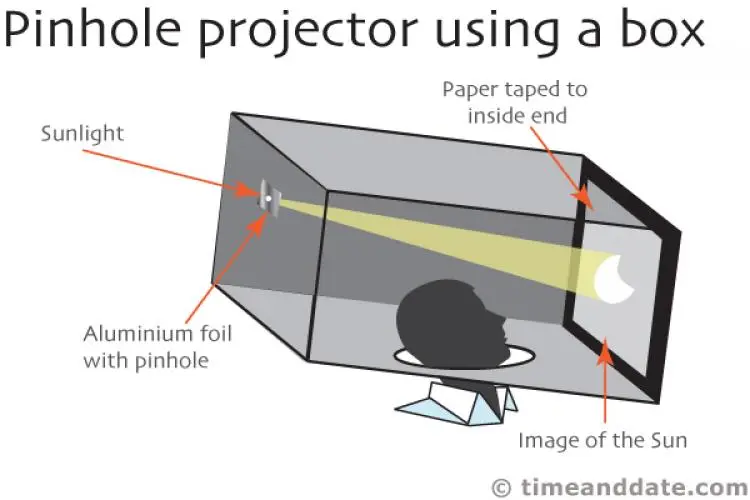 Pinhole projector using a box
Paper taped to
inside end
Sunlight
Aluminium foil
with pinhole
Image of the Sun
© timeanddate.com